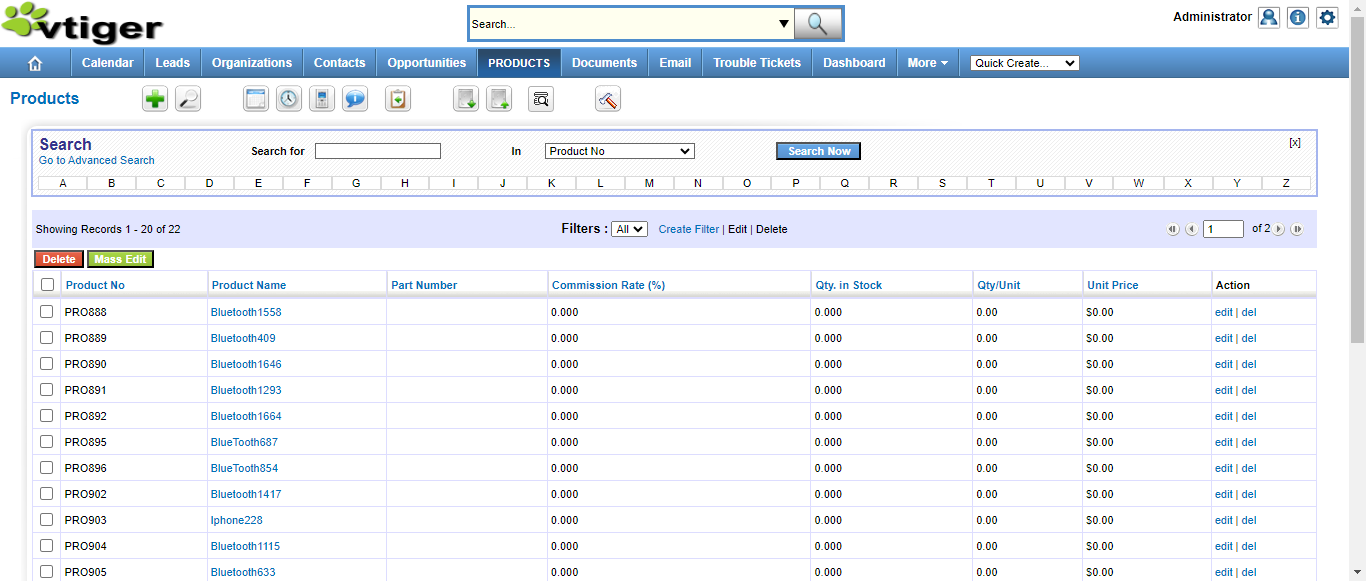 vtiger
Search...
Administrator
Calendar Leads Organizations Contacts Opportunities PRODUCTS Documents Email Trouble Tickets Dashboard More Quick Create...
Products
Search
Go to Advanced Search
Search for In Product No Search Now [x]
A B C D E F G H I J K L M N O P Q R S T U V W X Y Z
Showing Records 1 - 20 of 22 Filters : All Create Filter | Edit | Delete 1 of 2
Delete Mass Edit
Product No Product Name Part Number Commission Rate (%) Qty. in Stock Qty/Unit Unit Price Action
PRO888 Bluetooth1558 0.000 0.000 0.00 $0.00 edit | del
PRO889 Bluetooth409 0.000 0.000 0.00 $0.00 edit | del
PRO890 Bluetooth1646 0.000 0.000 0.00 $0.00 edit | del
PRO891 Bluetooth1293 0.000 0.000 0.00 $0.00 edit | del
PRO892 Bluetooth1664 0.000 0.000 0.00 $0.00 edit | del
PRO895 BlueTooth687 0.000 0.000 0.00 $0.00 edit | del
PRO896 BlueTooth854 0.000 0.000 0.00 $0.00 edit | del
PRO902 Bluetooth1417 0.000 0.000 0.00 $0.00 edit | del
PRO903 Iphone228 0.000 0.000 0.00 $0.00 edit | del
PRO904 Bluetooth1115 0.000 0.000 0.00 $0.00 edit | del
PRO905 Bluetooth633 0.000 0.000 0.00 $0.00 edit | del